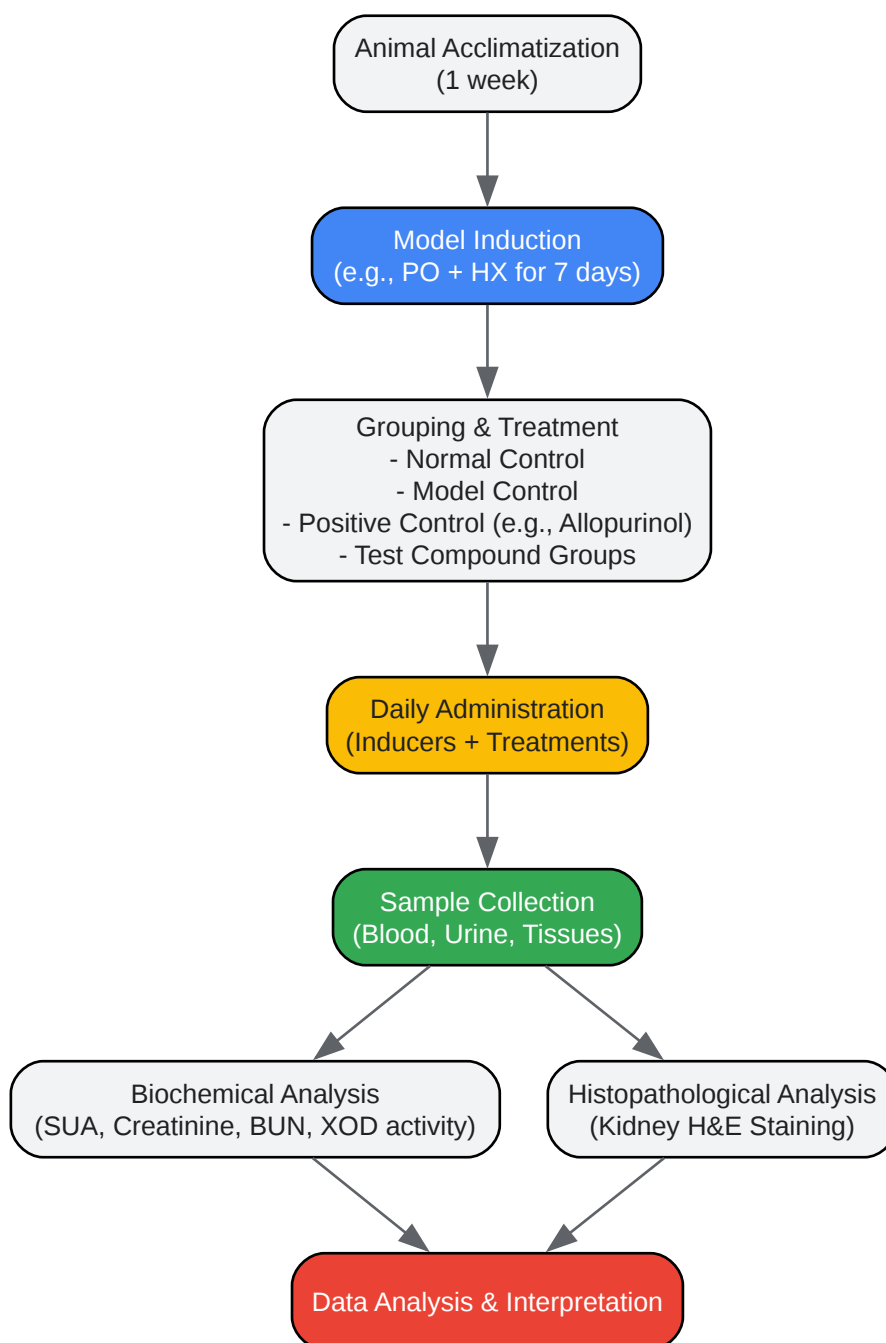 Animal Acclimatization
(1 week)
Model Induction
(e.g., PO + HX for 7 days)
Grouping & Treatment
- Normal Control
- Model Control
- Positive Control (e.g., Allopurinol)
- Test Compound Groups
Daily Administration
(Inducers + Treatments)
Sample Collection
(Blood, Urine, Tissues)
Biochemical Analysis
(SUA, Creatinine, BUN, XOD activity)
Histopathological Analysis
(Kidney H&E Staining)
Data Analysis & Interpretation